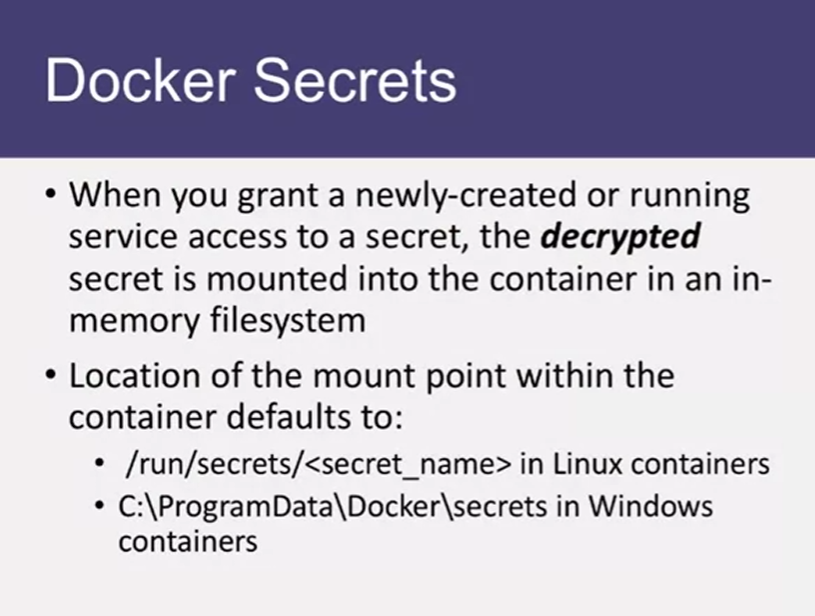 Docker Secrets
• When you grant a newly-created or running
service access to a secret, the decrypted
secret is mounted into the container in an in-
memory filesystem
• Location of the mount point within the
container defaults to:
• /run/secrets/<secret_name> in Linux containers
• C:\ProgramData\Docker\secrets in Windows
containers